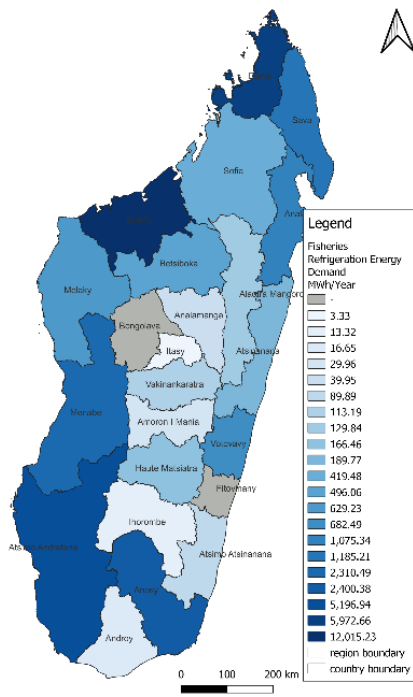 Diana
Sava
Sofia
Legend
Betsiboka
Fisheries
Refrigeration Energy
Demand
MWh/Year
Melaky
Alaotra Mangoro
-
Analamanga
Bongolava
3.33
Itasy
13.32
Atsinanana
16.65
Vakinankaratra
29.96
39.95
Menabe
89.89
Amoron I Mania
113.19
Vatovavy
129.84
Haute Matsiatra
166.46
189.77
Fitovinany
419.48
Ihorombe
496.06
629.23
Atsimo Andrefana
Atsimo Atsinanana
682.49
1,075.34
1,185.21
Anosy
2,310.49
2,400.38
Androy
5,196.94
5,972.66
12,015.23
region boundary
country boundary
0 100 200 km